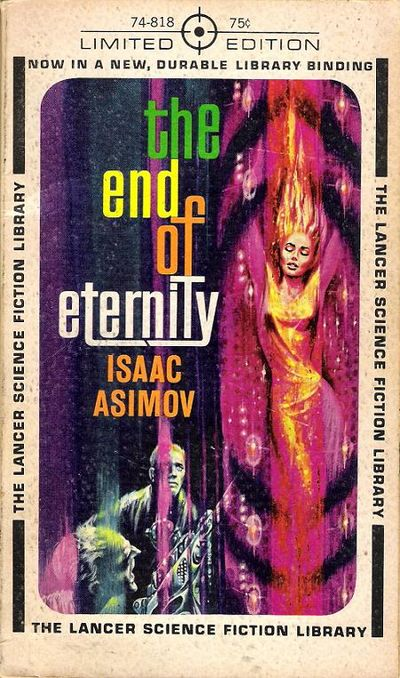 74-818 75¢
LIMITED EDITION
NOW IN A NEW, DURABLE LIBRARY BINDING
the
end
of
eterniTy
ISAAC
ASIMOV
THE LANCER SCIENCE FICTION LIBRARY
THE LANCER SCIENCE FICTION LIBRARY
THE LANCER SCIENCE FICTION LIBRARY